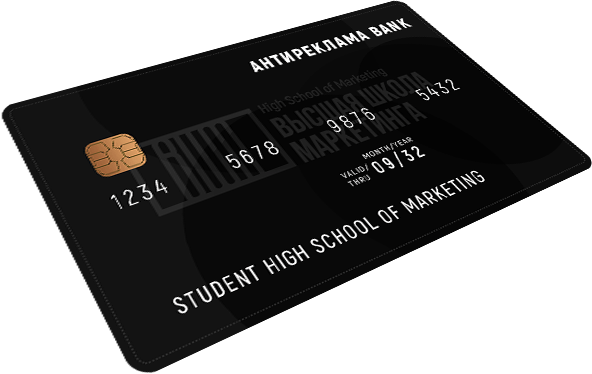 АНТИРЕКЛАМА BANK
High School of Marketing
ВЫСШАЯ ШКОЛА
МАРКЕТИНГА
1234 5678 9876 5432
MONTH/YEAR
VALID/
THRU 09/32
STUDENT HIGH SCHOOL OF MARKETING